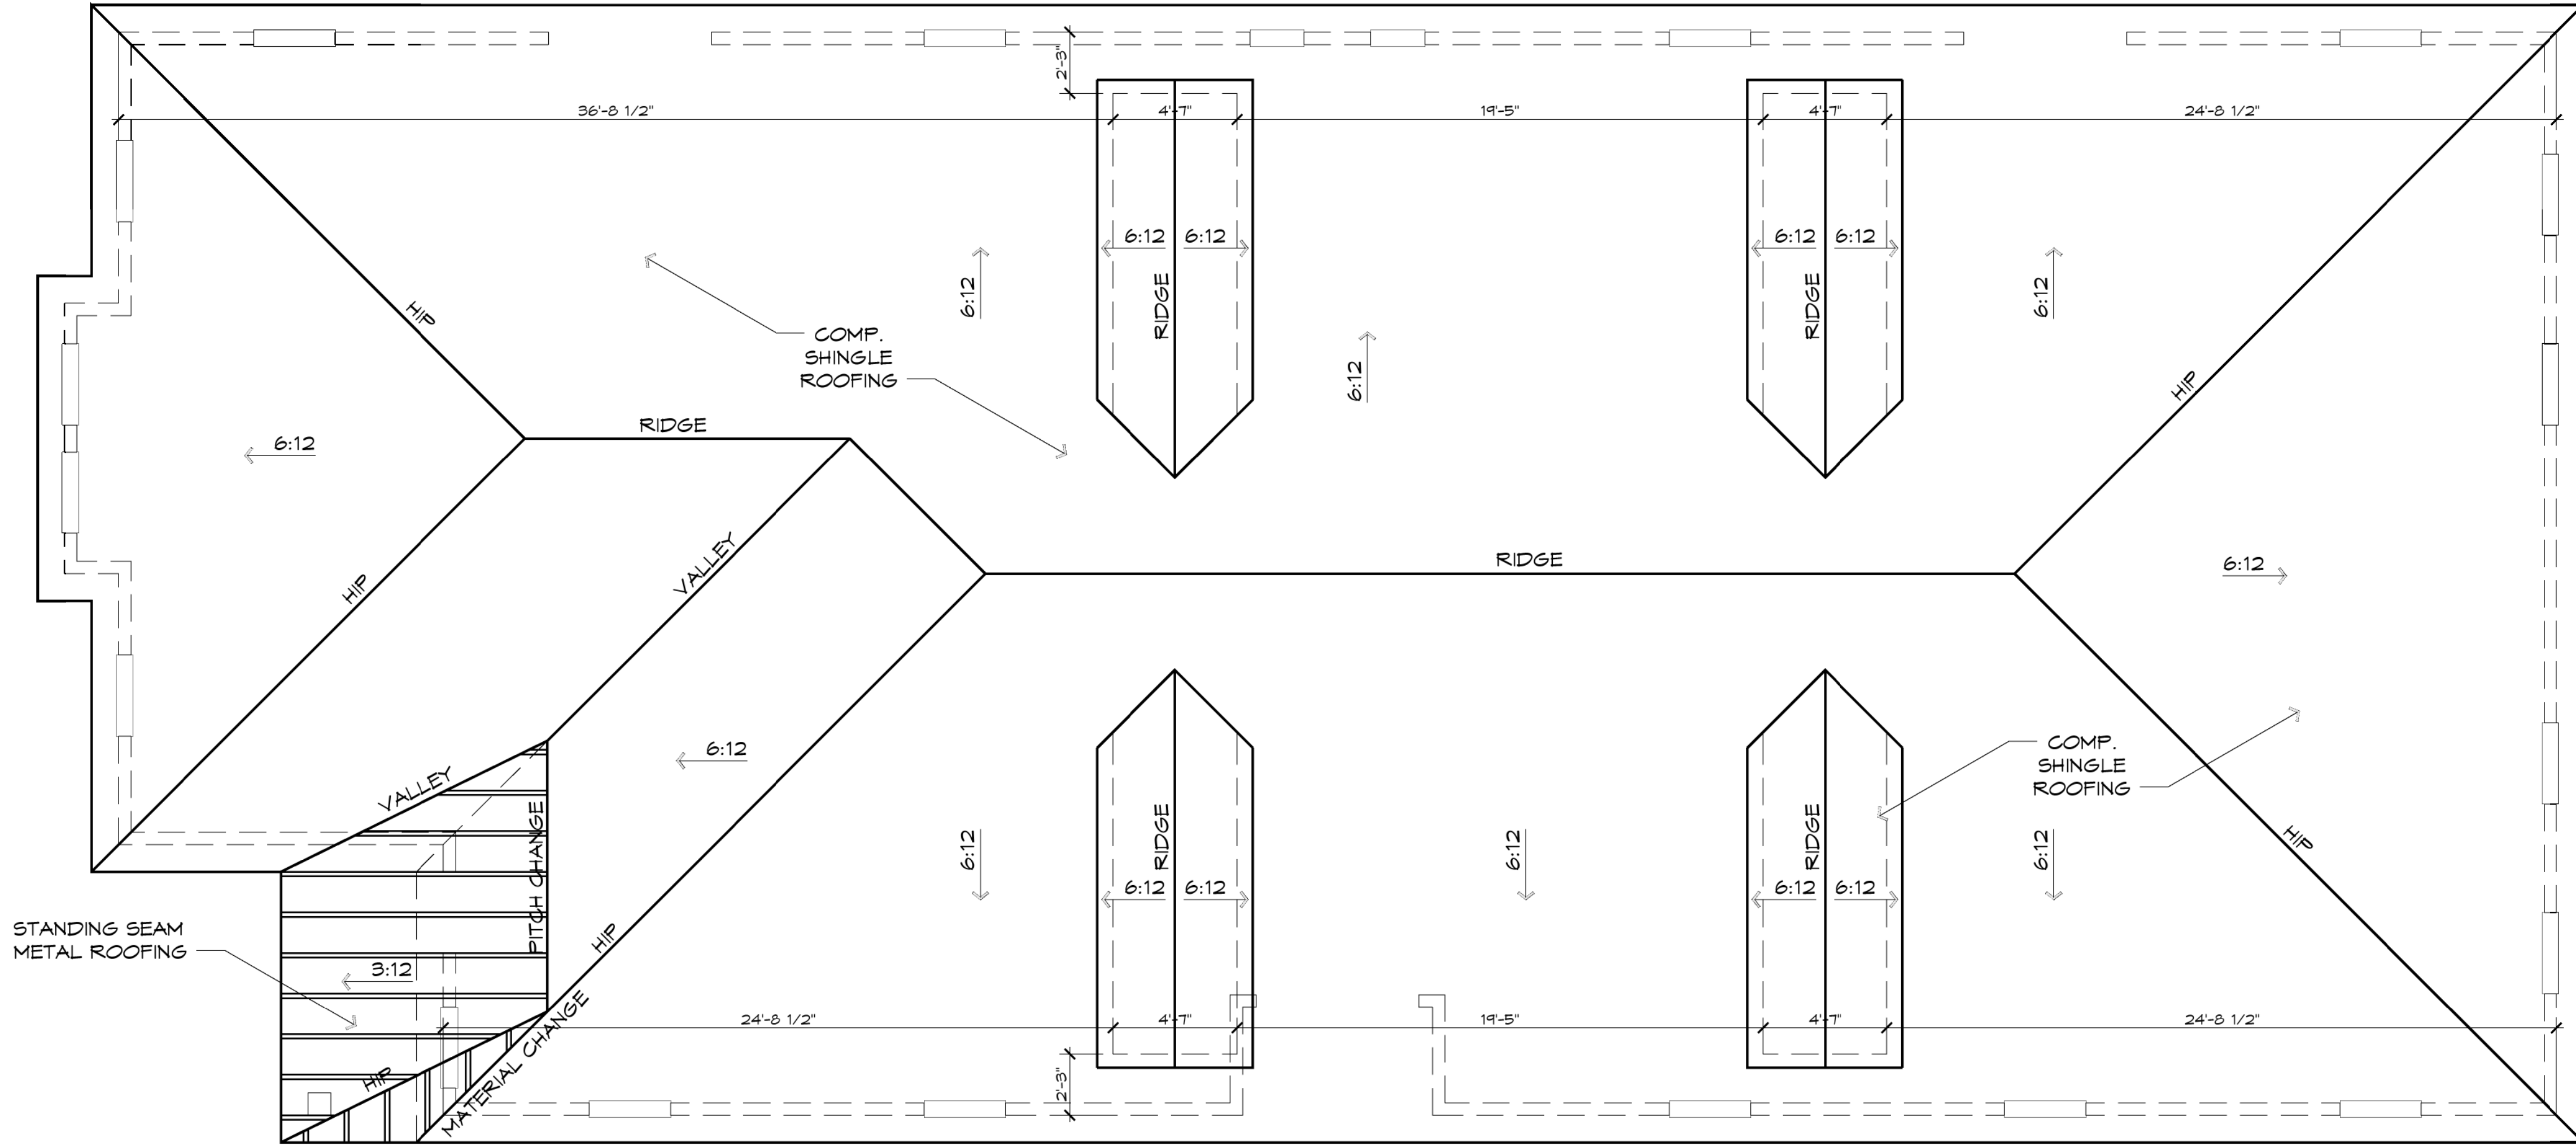 2'-3"
36'-8 1/2"
4'-7"
19'-5"
4'-7"
24'-8 1/2"
6:12
6:12
6:12
6:12
6:12
6:12
RIDGE
RIDGE
HIP
COMP.
SHINGLE
ROOFING
6:12
HIP
RIDGE
6:12
VALLEY
RIDGE
6:12
HIP
6:12
COMP.
SHINGLE
ROOFING
VALLEY
PITCH CHANGE
RIDGE
RIDGE
HIP
6:12
6:12
6:12
6:12
6:12
6:12
6:12
STANDING SEAM
METAL ROOFING
HIP
3:12
24'-8 1/2"
4'-7"
19'-5"
4'-7"
24'-8 1/2"
MATERIAL CHANGE
HIP
2'-3"